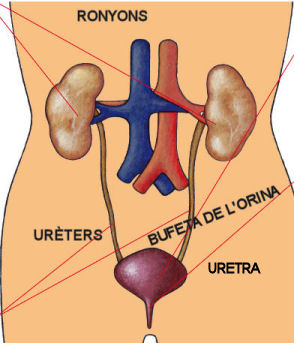 RONYONS
URÈTERS
BUFETA DE L'ORINA
URETRA